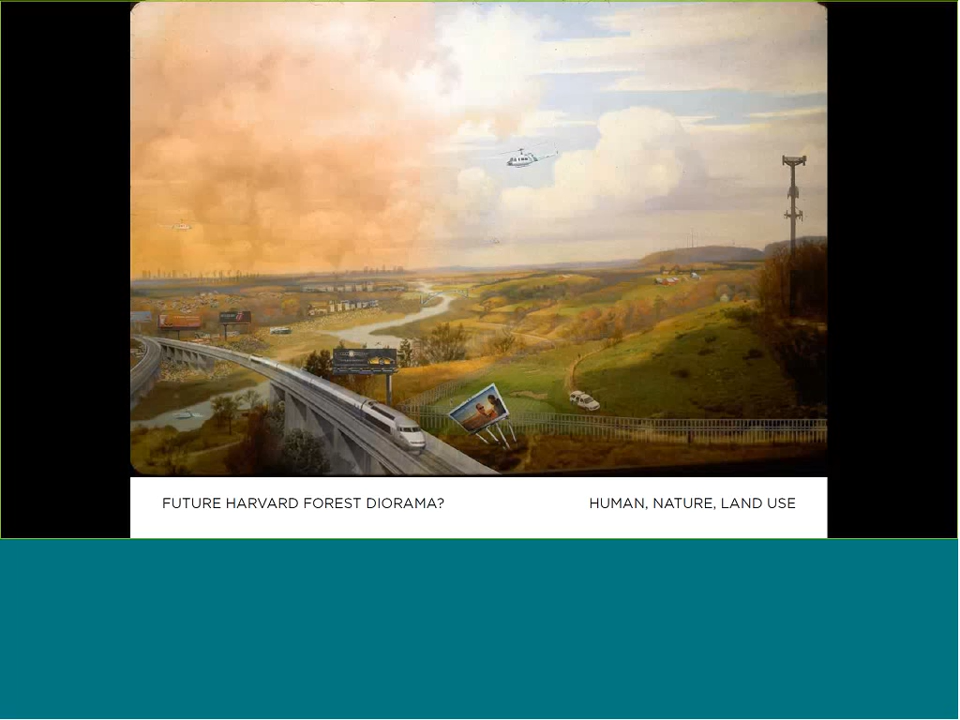 FUTURE HARVARD FOREST DIORAMA?
HUMAN, NATURE, LAND USE